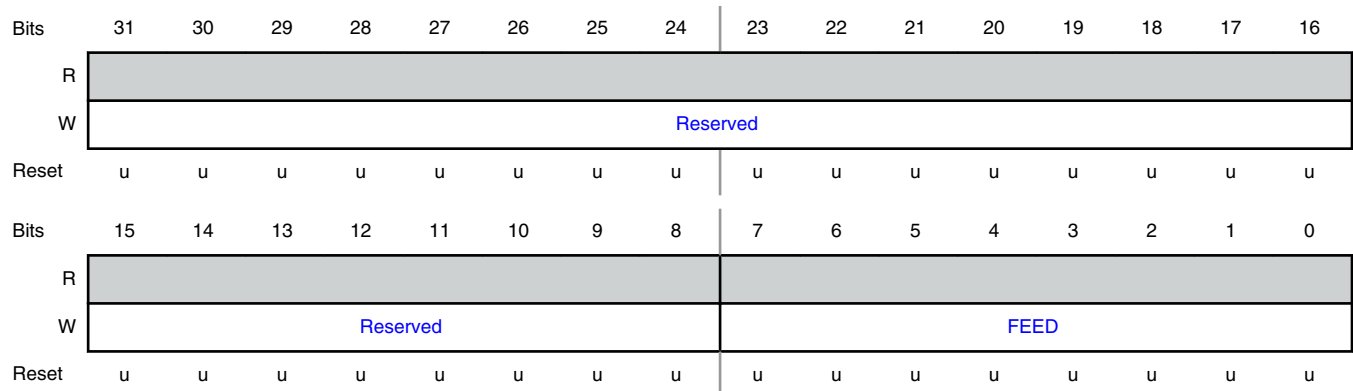 Bits 31 30 29 28 27 26 25 24 23 22 21 20 19 18 17 16
R
W Reserved
Reset u u u u u u u u u u u u u u u u
Bits 15 14 13 12 11 10 9 8 7 6 5 4 3 2 1 0
R
W Reserved FEED
Reset u u u u u u u u u u u u u u u u